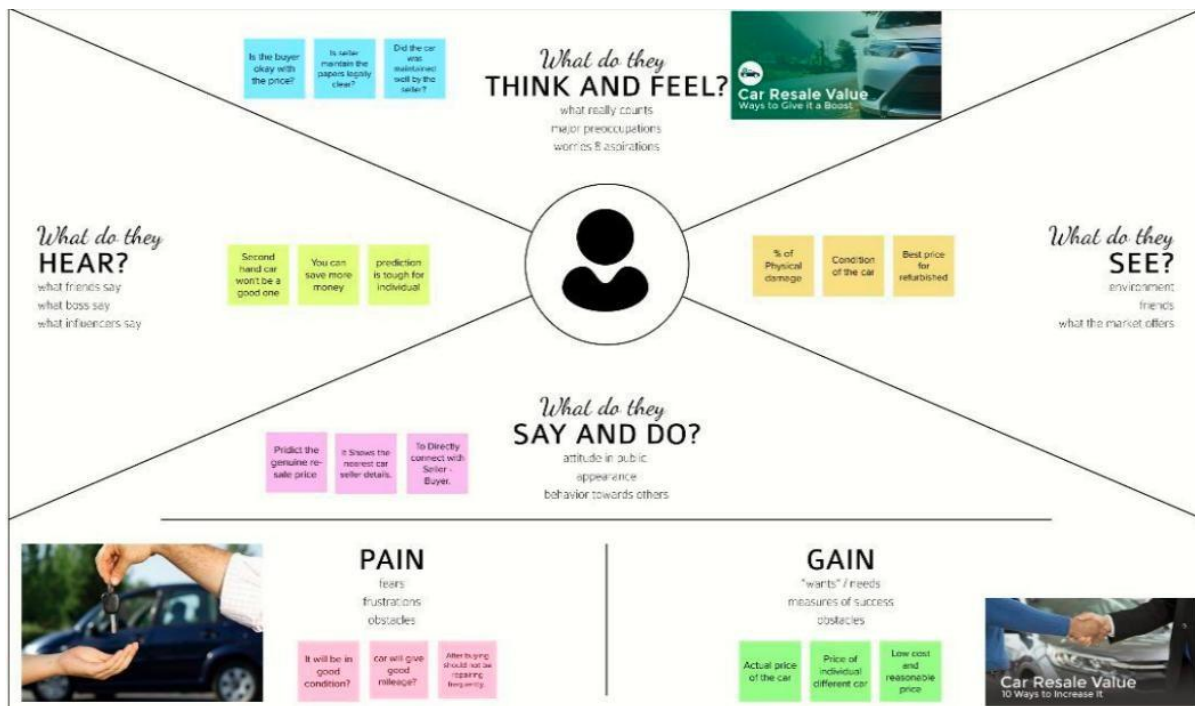 Is the buyer
okay with
the price?
Is seller
maintain the
papers legally
clear?
Did the car
was
maintained
well by the
seller?
What do they
THINK AND FEEL?
what really counts
major preoccupations
worries & aspirations
Car Resale Value
Ways to Give it a Boost
What do they
HEAR?
what friends say
what boss say
what influencers say
Second
hand car
won't be a
good one
You can
save more
money
prediction
is tough for
individual
% of
Physical
damage
Condition
of the car
Best price
for
refurbished
What do they
SEE?
environment
friends
what the market offers
What do they
SAY AND DO?
attitude in public
appearance
behavior towards others
Pridict the
genuine re-
sale price
It Shows the
nearest car
seller details.
To Directly
connect with
Seller -
Buyer.
PAIN
fears
frustrations
obstacles
It will be in
good
condition?
car will give
good
mileage?
After buying
should not be
repairing
frequently.
GAIN
"wants" / needs
measures of success
obstacles
Actual price
of the car
Price of
individual
different car
Low cost
and
reasonable
price
Car Resale Value
10 Ways to Increase It